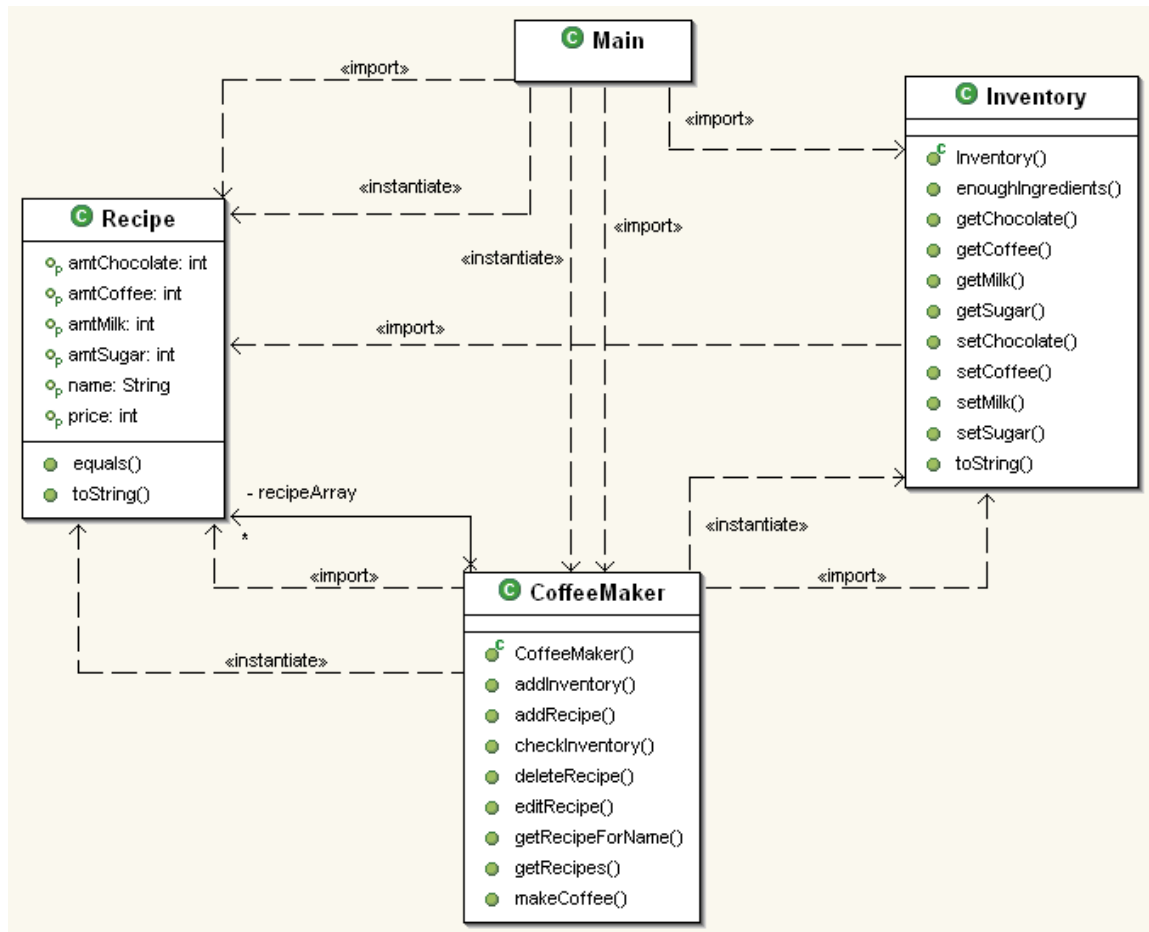 C Main
«import»
C Inventory
«import»
C Inventory()
enoughIngredients()
getChocolate()
getCoffee()
getMilk()
getSugar()
setChocolate()
setCoffee()
setMilk()
setSugar()
toString()
«instantiate»
C Recipe
P amtChocolate: int
P amtCoffee: int
P amtMilk: int
P amtSugar: int
P name: String
P price: int
equals()
toString()
«import»
«instantiate»
«import»
- recipeArray
*
«instantiate»
«import»
«import»
«instantiate»
C CoffeeMaker
C CoffeeMaker()
addInventory()
addRecipe()
checkInventory()
deleteRecipe()
editRecipe()
getRecipeForName()
getRecipes()
makeCoffee()